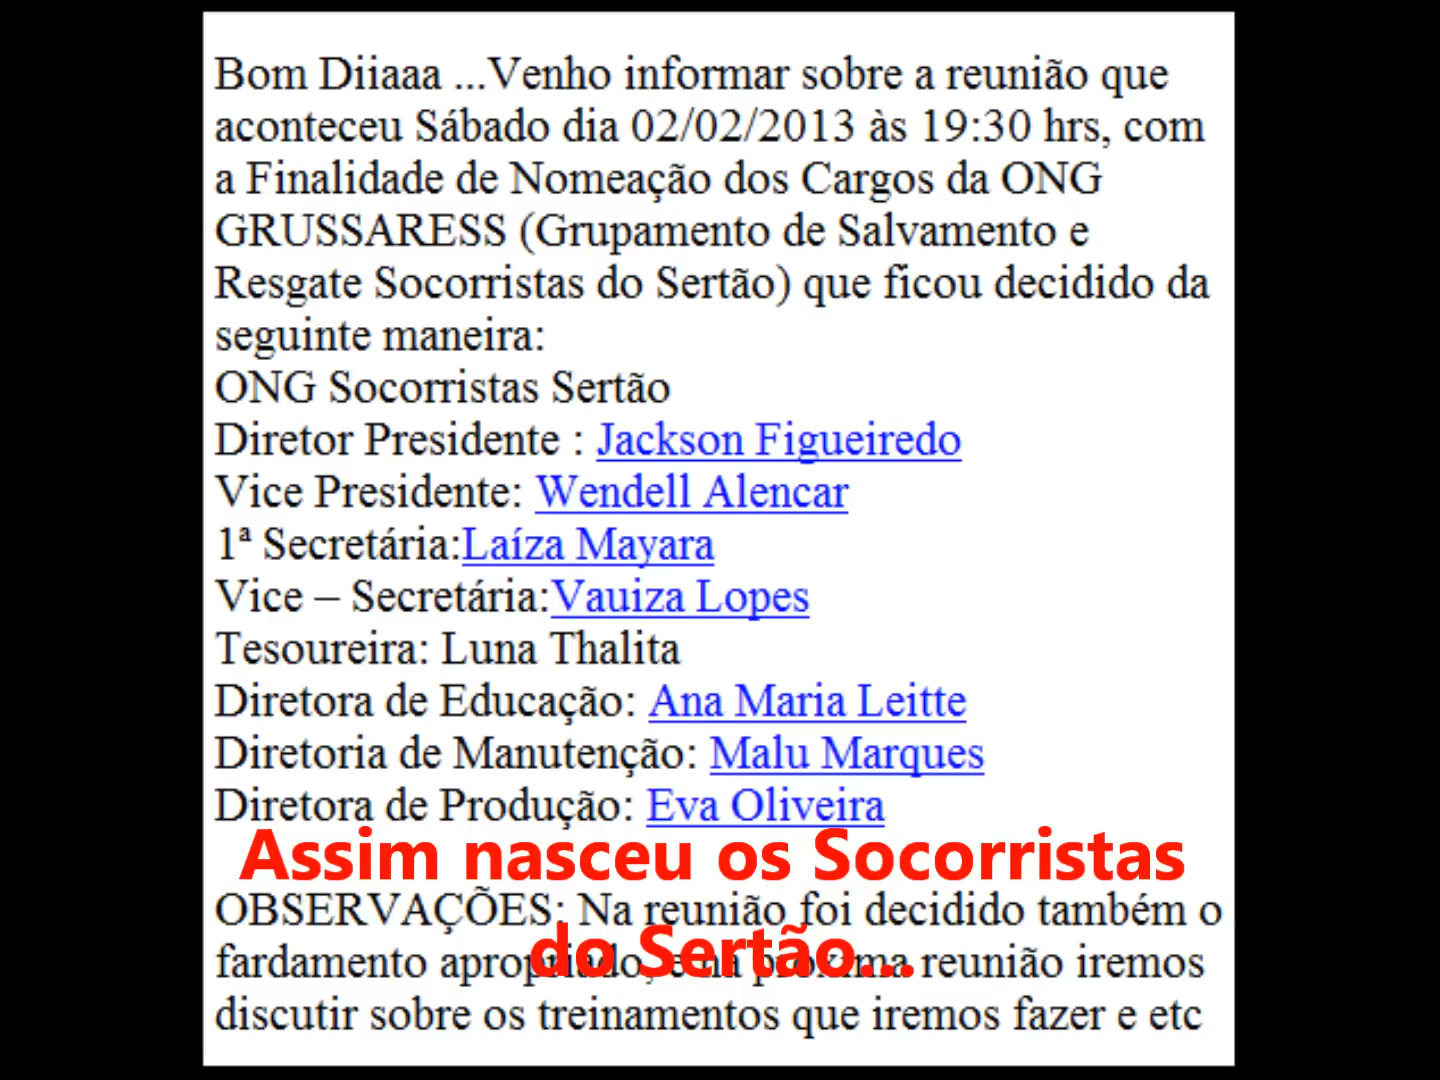 Bom Diiaaa ...Venho informar sobre a reunião que
aconteceu Sábado dia 02/02/2013 às 19:30 hrs, com
a Finalidade de Nomeação dos Cargos da ONG
GRUSSARESS (Grupamento de Salvamento e
Resgate Socorristas do Sertão) que ficou decidido da
seguinte maneira:
ONG Socorristas Sertão
Diretor Presidente : Jackson Figueiredo
Vice Presidente: Wendell Alencar
1ª Secretária:Laíza Mayara
Vice – Secretária:Vauiza Lopes
Tesoureira: Luna Thalita
Diretora de Educação: Ana Maria Leitte
Diretoria de Manutenção: Malu Marques
Diretora de Produção: Eva Oliveira
Assim nasceu os Socorristas
OBSERVAÇÕES: Na reunião foi decidido também o
do Sertão...
fardamento apropriado, e na próxima reunião iremos
discutir sobre os treinamentos que iremos fazer e etc